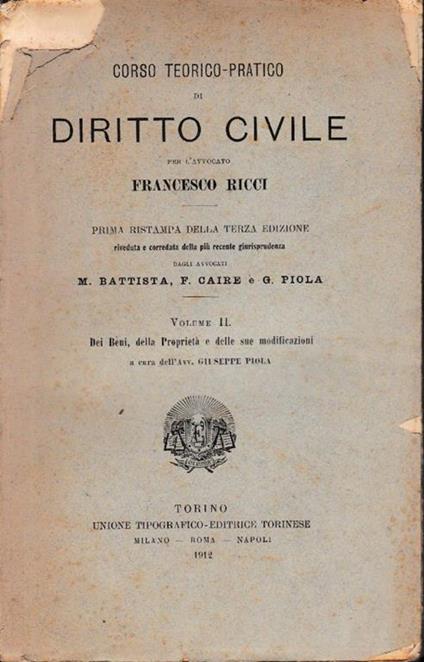 CORSO TEORICO-PRATICO
DI
DIRITTO CIVILE
PER L'AVVOCATO
FRANCESCO RICCI
PRIMA RISTAMPA DELLA TERZA EDIZIONE
riveduta e corredata della più recente giurisprudenza
DAGLI AVVOCATI
M. BATTISTA, F. CAIRE è G. PIOLA
VOLUME II.
Dei Beni, della Proprietà e delle sue modificazioni
a cura dell'Avv. GIUSEPPE PIOLA
TORINO
UNIONE TIPOGRAFICO-EDITRICE TORINESE
MILANO — ROMA — NAPOLI
1912